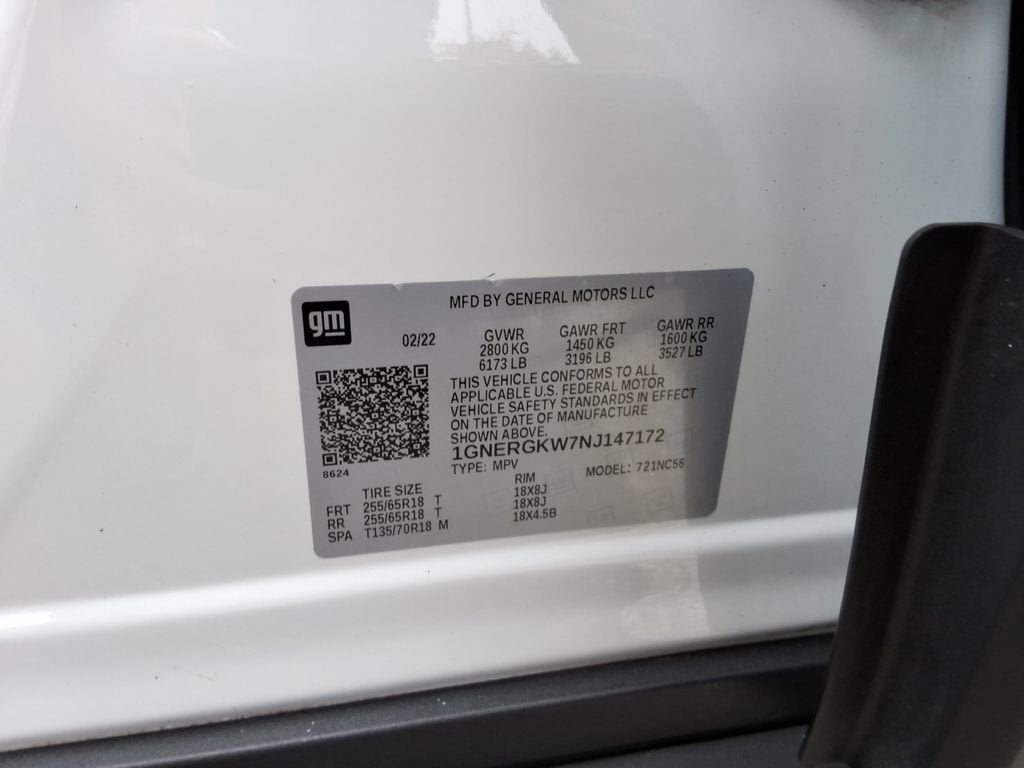 gm
MFD BY GENERAL MOTORS LLC
02/22
GVWR GAWR FRT GAWR RR
2800 KG 1450 KG 1600 KG
6173 LB 3196 LB 3527 LB
THIS VEHICLE CONFORMS TO ALL
APPLICABLE U.S. FEDERAL MOTOR
VEHICLE SAFETY STANDARDS IN EFFECT
ON THE DATE OF MANUFACTURE
SHOWN ABOVE.
1GNERGKW7NJ147172
TYPE: MPV MODEL: 721NC56
8624
TIRE SIZE RIM
FRT 255/65R18 T 18X8J
RR 255/65R18 T 18X8J
SPA T135/70R18 M 18X4.5B